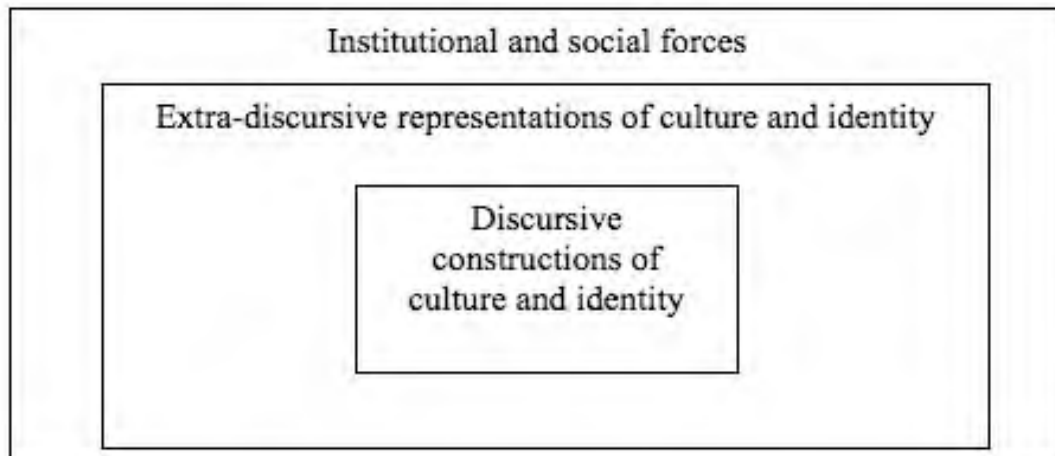 Institutional and social forces
Extra-discursive representations of culture and identity
Discursive
constructions of
culture and identity